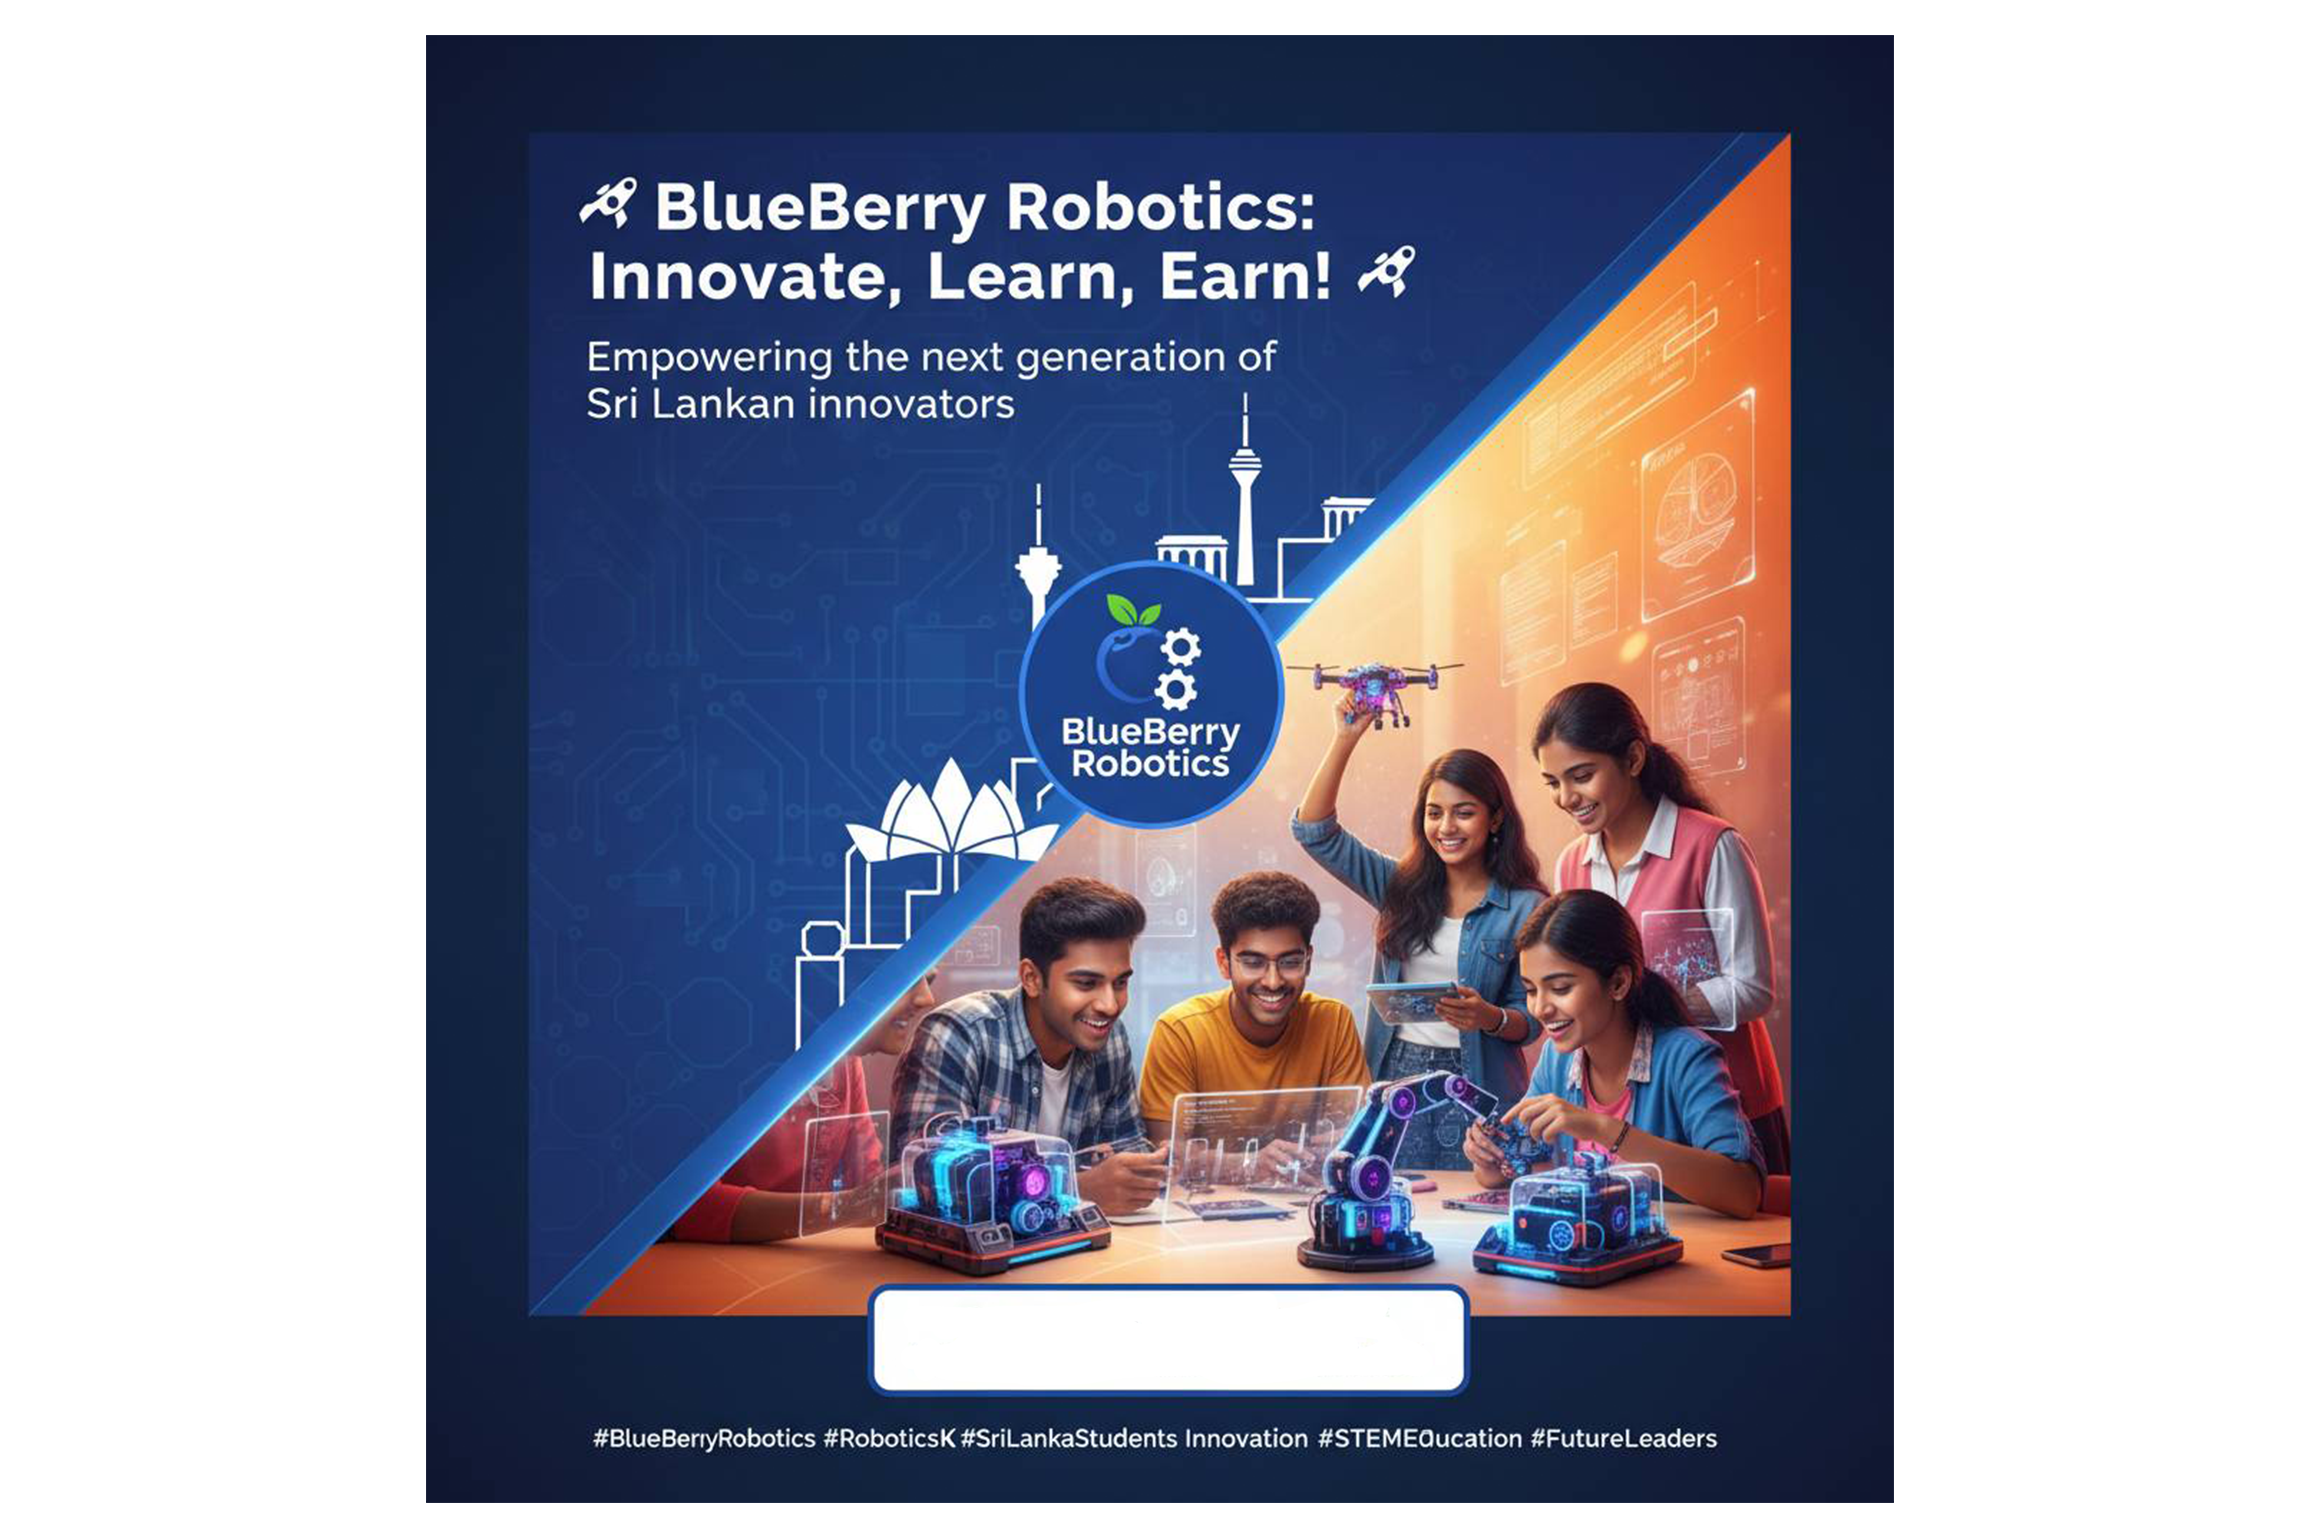 BlueBerry Robotics:
Innovate, Learn, Earn!
Empowering the next generation of
Sri Lankan innovators
BlueBerry
Robotics
#BlueBerryRobotics #RoboticsK #SriLankaStudents Innovation #STEMEducation #FutureLeaders